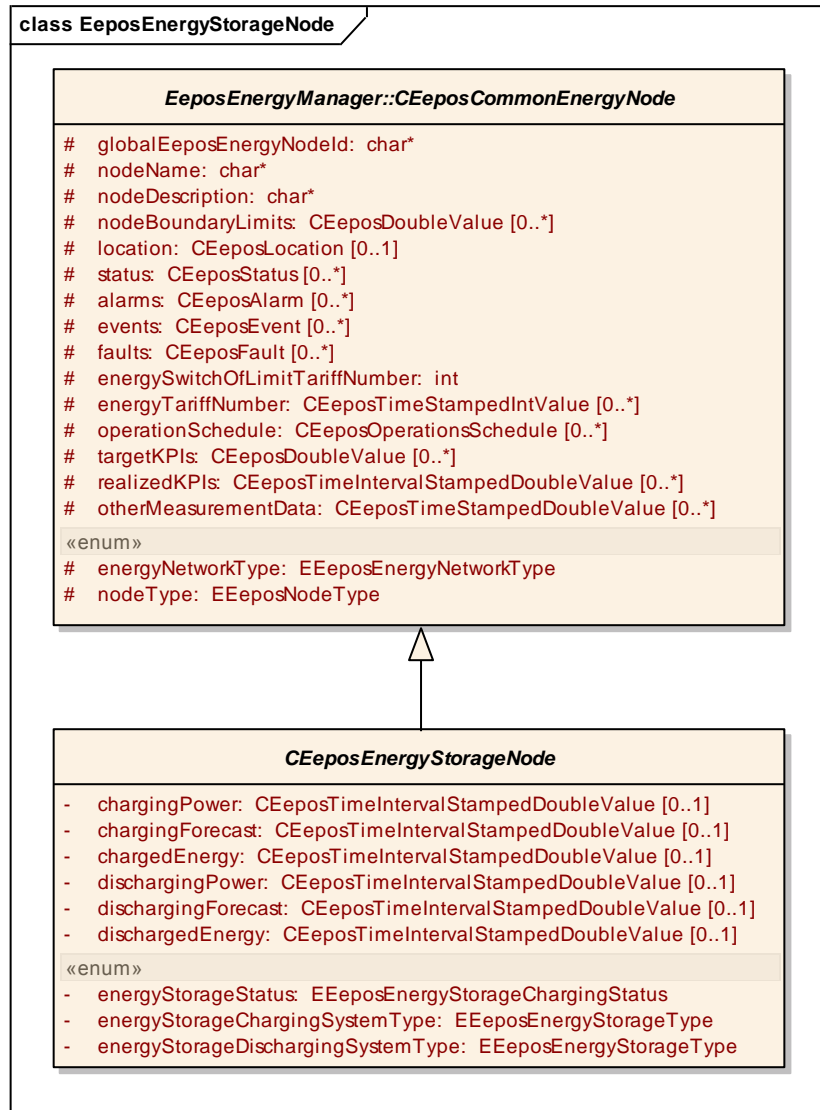 class EeposEnergyStorageNode
EeposEnergyManager::CEeposCommonEnergyNode
# globalEeposEnergyNodeId: char*
# nodeName: char*
# nodeDescription: char*
# nodeBoundaryLimits: CEeposDoubleValue [0..*]
# location: CEeposLocation [0..1]
# status: CEeposStatus [0..*]
# alarms: CEeposAlarm [0..*]
# events: CEeposEvent [0..*]
# faults: CEeposFault [0..*]
# energySwitchOfLimitTariffNumber: int
# energyTariffNumber: CEeposTimeStampedIntValue [0..*]
# operationSchedule: CEeposOperationsSchedule [0..*]
# targetKPIs: CEeposDoubleValue [0..*]
# realizedKPIs: CEeposTimeIntervalStampedDoubleValue [0..*]
# otherMeasurementData: CEeposTimeStampedDoubleValue [0..*]
«enum»
# energyNetworkType: EEeposEnergyNetworkType
# nodeType: EEeposNodeType
CEeposEnergyStorageNode
- chargingPower: CEeposTimeIntervalStampedDoubleValue [0..1]
- chargingForecast: CEeposTimeIntervalStampedDoubleValue [0..1]
- chargedEnergy: CEeposTimeIntervalStampedDoubleValue [0..1]
- dischargingPower: CEeposTimeIntervalStampedDoubleValue [0..1]
- dischargingForecast: CEeposTimeIntervalStampedDoubleValue [0..1]
- dischargedEnergy: CEeposTimeIntervalStampedDoubleValue [0..1]
«enum»
- energyStorageStatus: EEeposEnergyStorageChargingStatus
- energyStorageChargingSystemType: EEeposEnergyStorageType
- energyStorageDischargingSystemType: EEeposEnergyStorageType